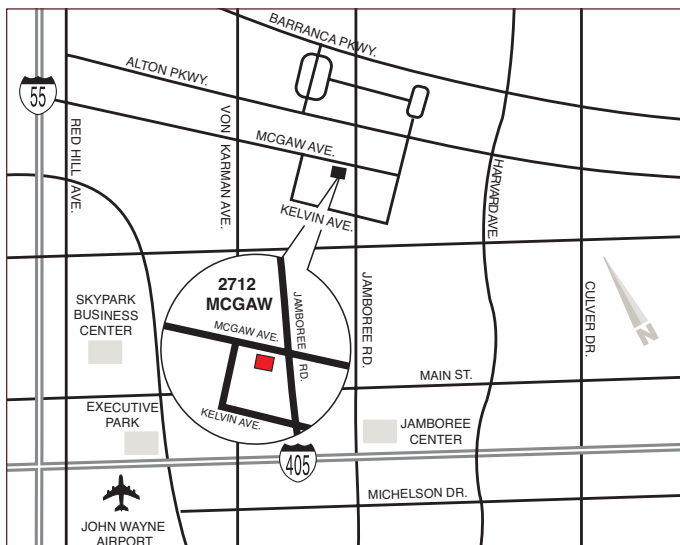 BARRANCA PKWY.
ALTON PKWY.
55
MCGAW AVE.
RED HILL AVE.
VON KARMAN AVE.
HARVARD AVE.
KELVIN AVE.
2712
MCGAW
MCGAW AVE.
JAMBOREE RD.
KELVIN AVE.
JAMBOREE RD.
CULVER DR.
N
SKYPARK
BUSINESS
CENTER
MAIN ST.
EXECUTIVE
PARK
JAMBOREE
CENTER
405
MICHELSON DR.
JOHN WAYNE
AIRPORT